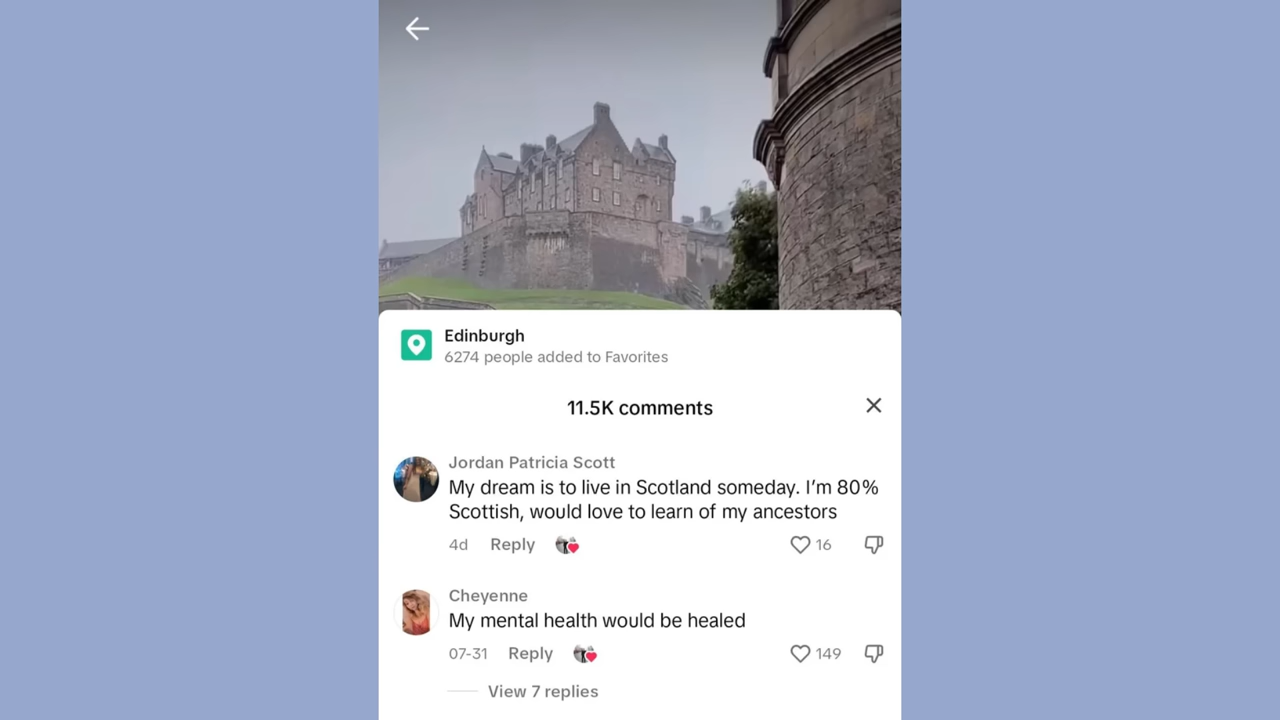 Edinburgh
6274 people added to Favorites
11.5K comments
Jordan Patricia Scott
My dream is to live in Scotland someday. I’m 80%
Scottish, would love to learn of my ancestors
4d Reply 16
Cheyenne
My mental health would be healed
07-31 Reply 149
View 7 replies